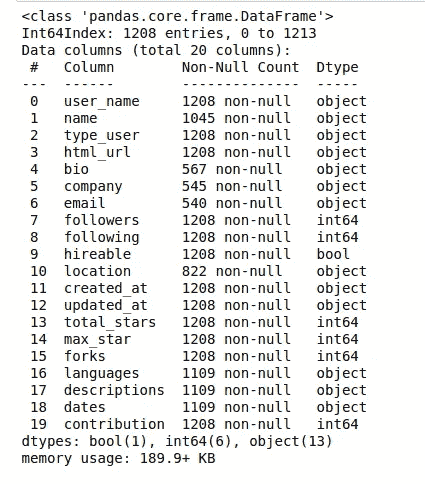 <class 'pandas.core.frame.DataFrame'>
Int64Index: 1208 entries, 0 to 1213
Data columns (total 20 columns):
 #   Column        Non-Null Count  Dtype
---  ------        --------------  -----
 0   user_name     1208 non-null   object
 1   name          1045 non-null   object
 2   type_user     1208 non-null   object
 3   html_url      1208 non-null   object
 4   bio           567 non-null    object
 5   company       545 non-null    object
 6   email         540 non-null    object
 7   followers     1208 non-null   int64
 8   following     1208 non-null   int64
 9   hireable      1208 non-null   bool
 10  location      822 non-null    object
 11  created_at    1208 non-null   object
 12  updated_at    1208 non-null   object
 13  total_stars   1208 non-null   int64
 14  max_star      1208 non-null   int64
 15  forks         1208 non-null   int64
 16  languages     1109 non-null   object
 17  descriptions  1109 non-null   object
 18  dates         1109 non-null   object
 19  contribution  1208 non-null   int64
dtypes: bool(1), int64(6), object(13)
memory usage: 189.9+ KB